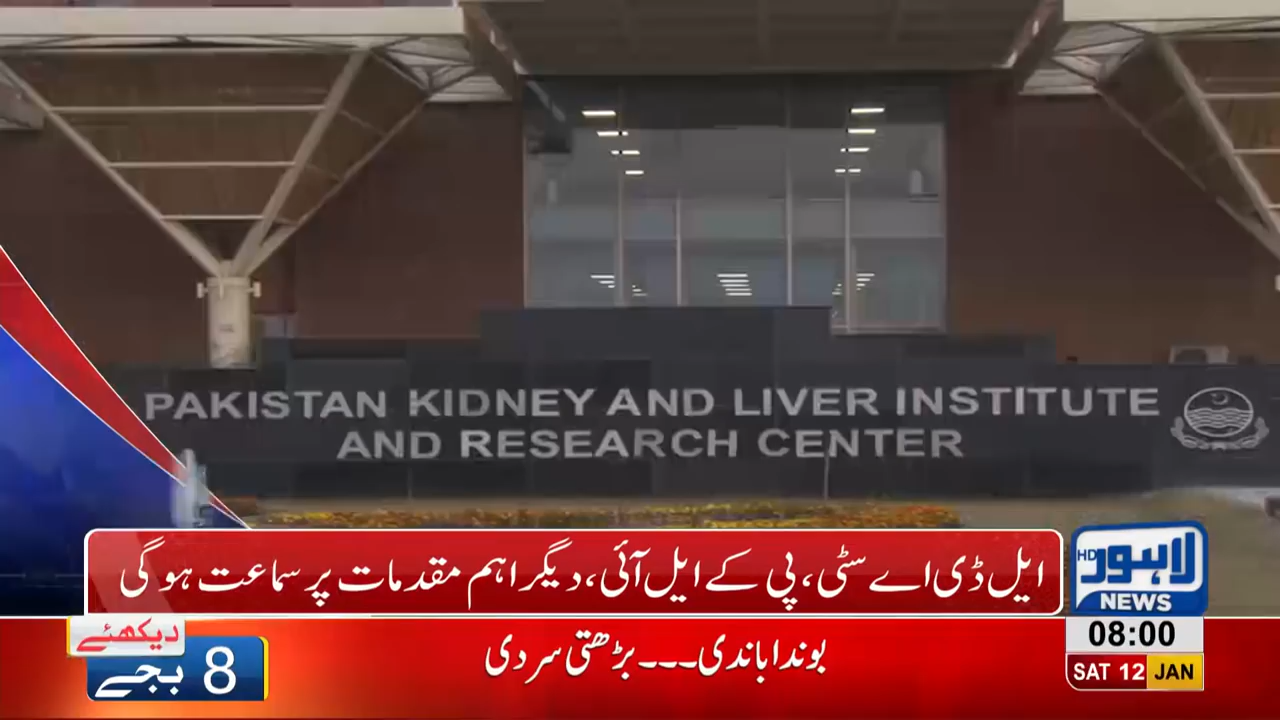 PAKISTAN KIDNEY AND LIVER INSTITUTE
AND RESEARCH CENTER
ایل ڈی اے سٹی، پی کے ایل آئی، دیگر اہم مقدمات پر سماعت ہو گی
HD لاہور
NEWS
08:00
SAT 12 JAN
دیکھئے
8 بجے
بوندا باندی۔۔۔بڑھتی سردی